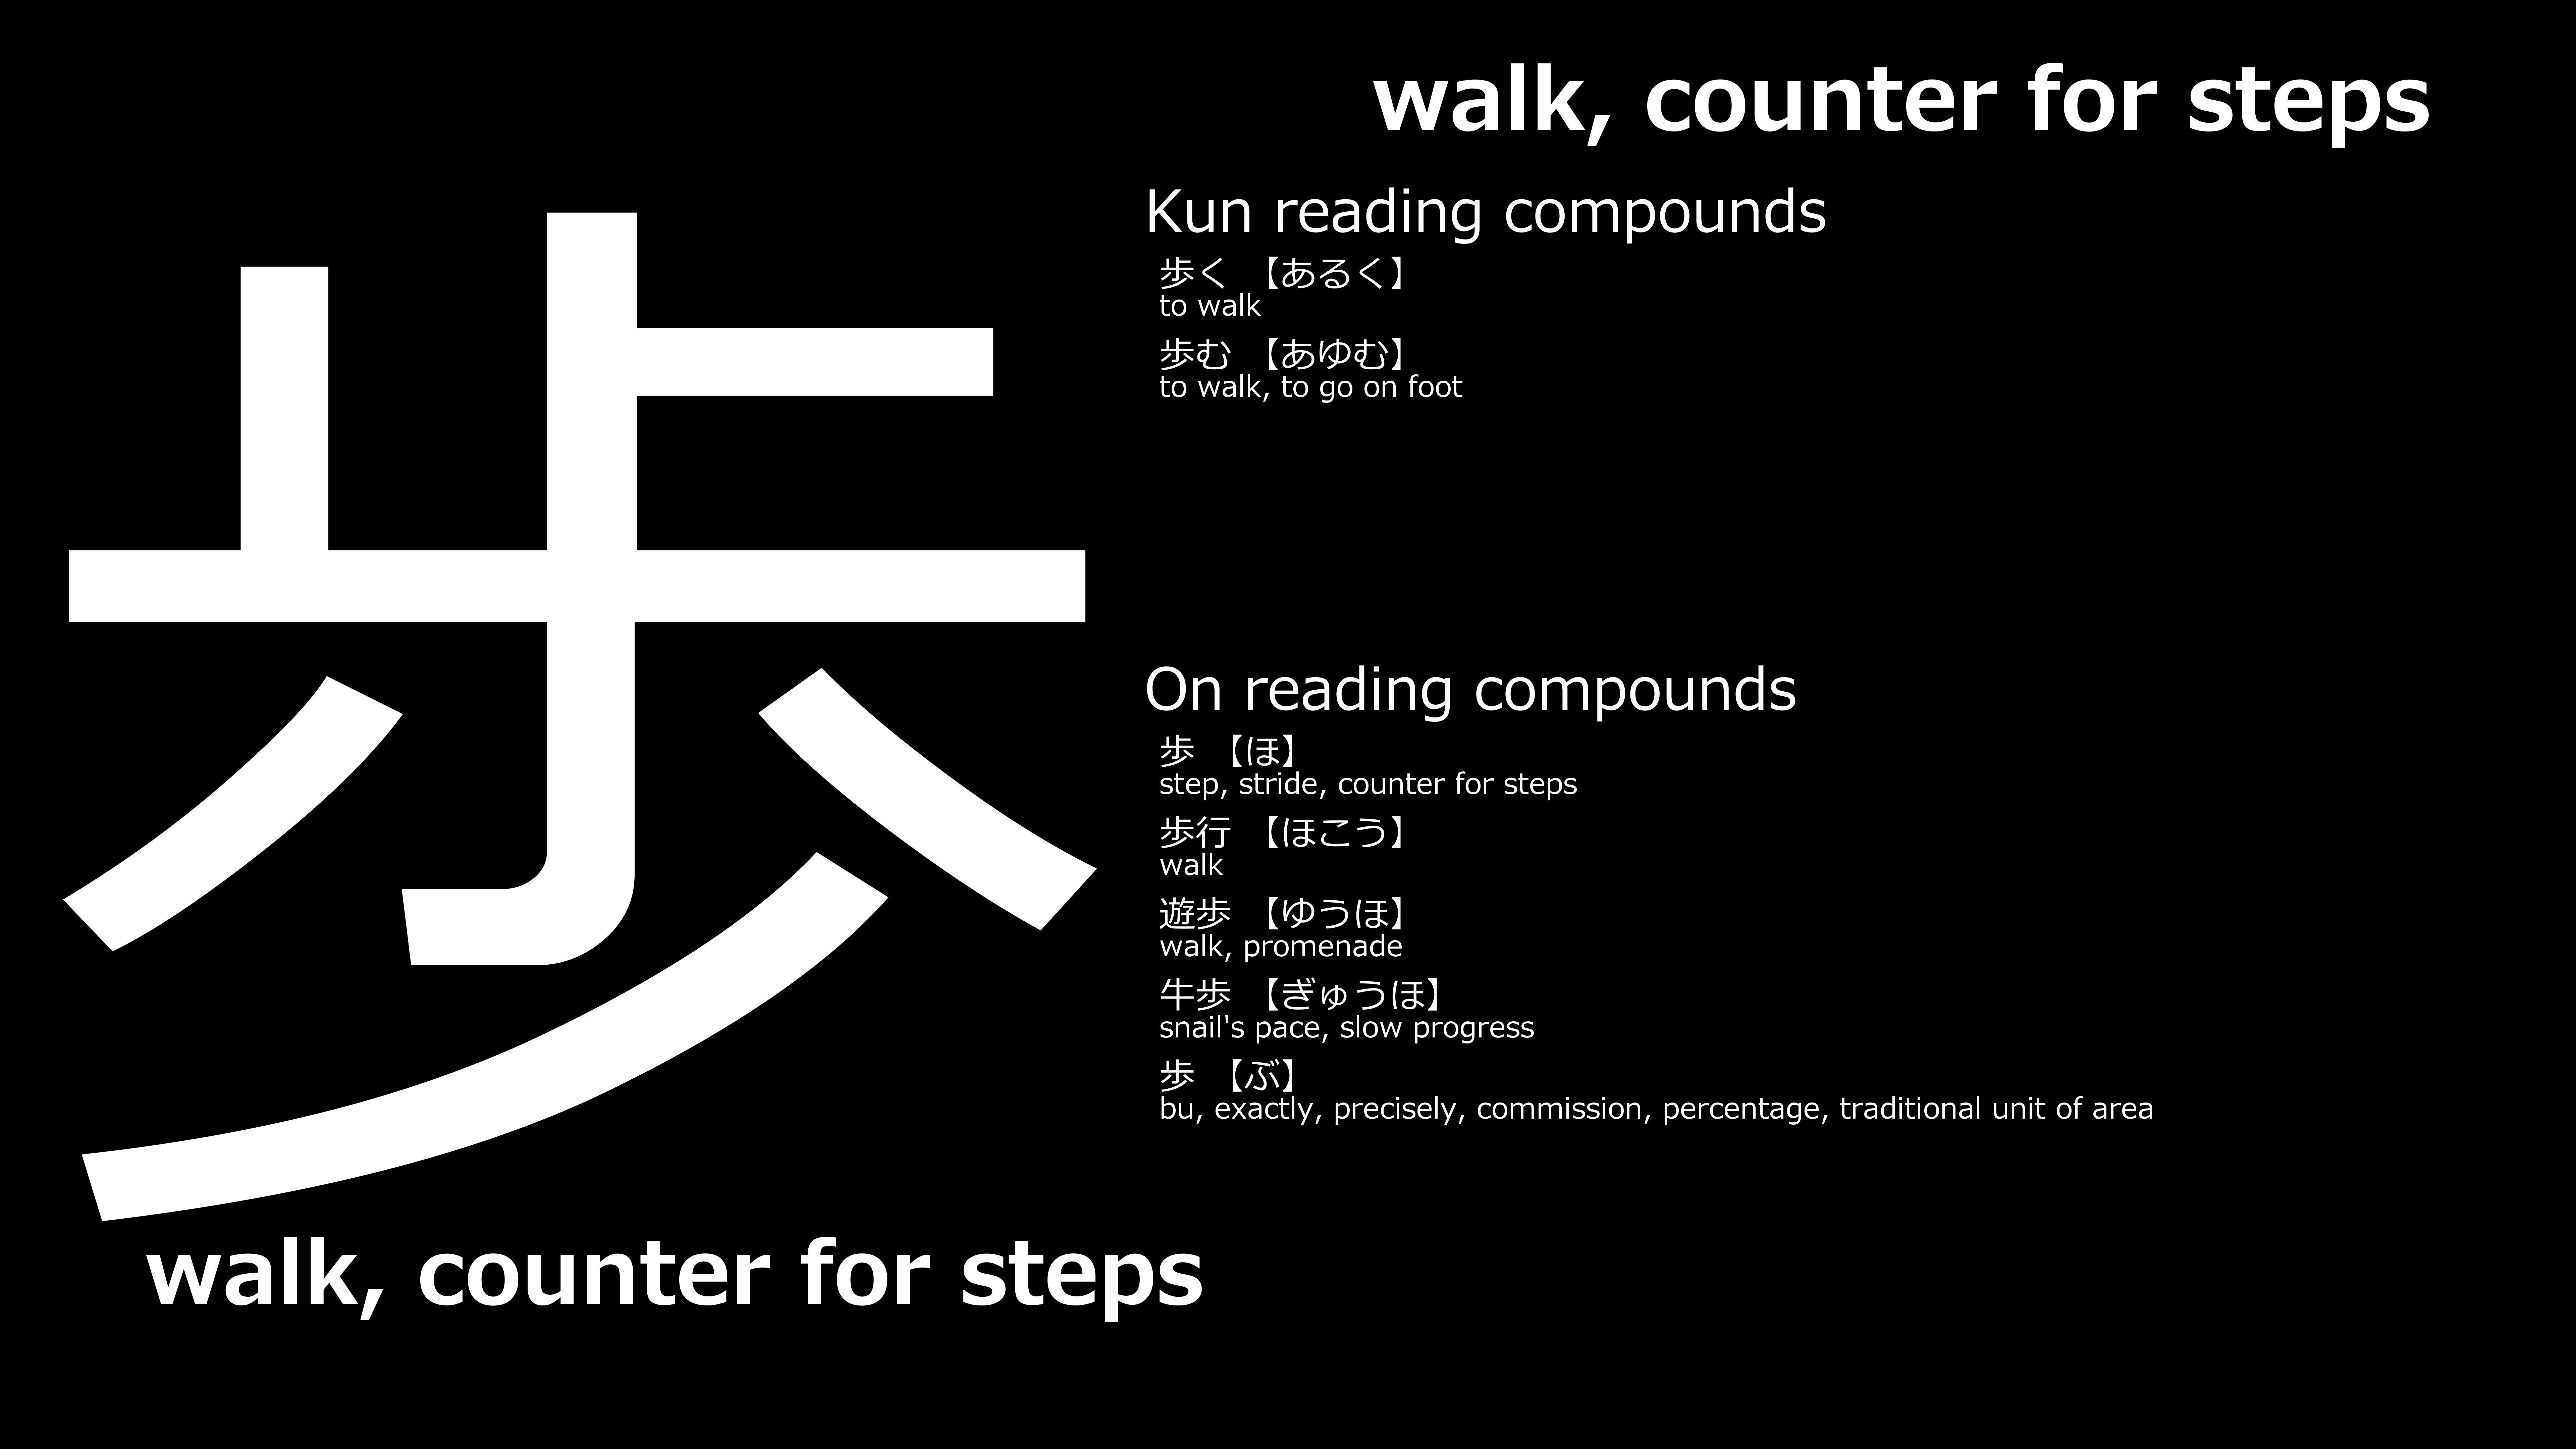 walk, counter for steps
歩
Kun reading compounds
歩く 【あるく】
to walk
歩む 【あゆむ】
to walk, to go on foot
On reading compounds
歩 【ほ】
step, stride, counter for steps
歩行 【ほこう】
walk
遊歩 【ゆうほ】
walk, promenade
牛歩 【ぎゅうほ】
snail's pace, slow progress
歩 【ぶ】
bu, exactly, precisely, commission, percentage, traditional unit of area
walk, counter for steps